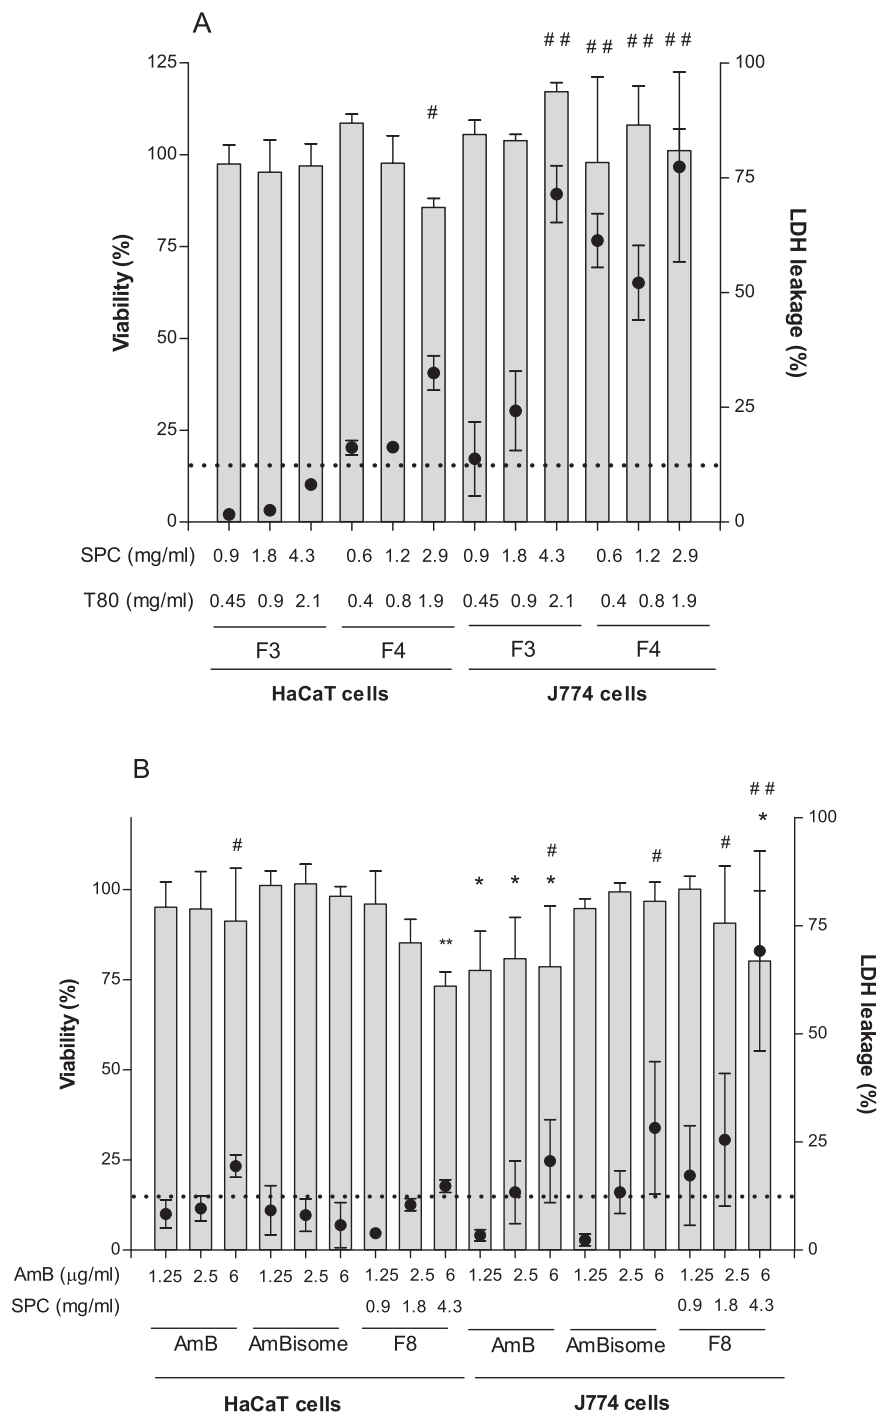 A
# # # # # # # #
#
125 100
100 75
75 50
50 25
25
0 0
Viability (%)
LDH leakage (%)
SPC (mg/ml) 0.9 1.8 4.3 0.6 1.2 2.9 0.9 1.8 4.3 0.6 1.2 2.9
T80 (mg/ml) 0.45 0.9 2.1 0.4 0.8 1.9 0.45 0.9 2.1 0.4 0.8 1.9
F3 F4 F3 F4
HaCaT cells J774 cells
B
# #
# # # # *
** * * *
100 100
75 75
50 50
25 25
0 0
Viability (%)
LDH leakage (%)
AmB (µg/ml) 1.25 2.5 6 1.25 2.5 6 1.25 2.5 6 1.25 2.5 6 1.25 2.5 6 1.25 2.5 6
SPC (mg/ml) 0.9 1.8 4.3 0.9 1.8 4.3
AmB AmBisome F8 AmB AmBisome F8
HaCaT cells J774 cells